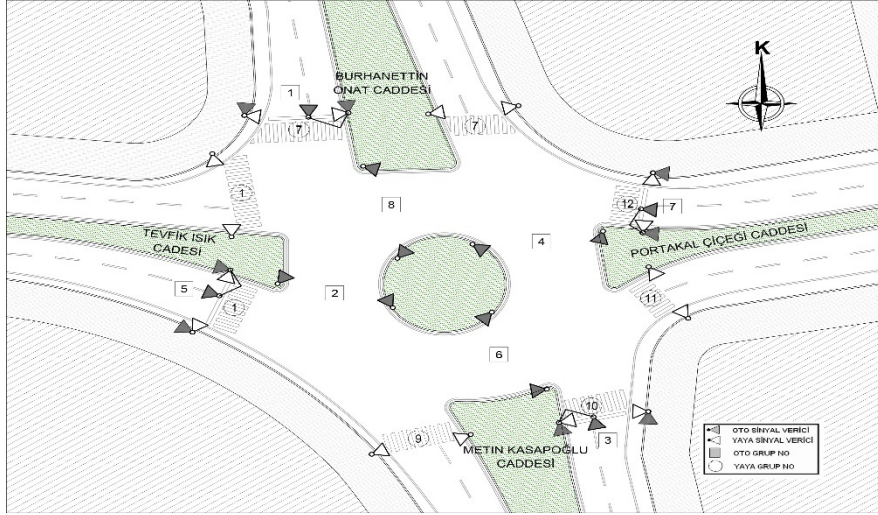 K
BURHANETTİN
ONAT CADDESİ
1
7
7
1
12
7
8
TEVFİK ISIK
CADESİ
4
PORTAKAL ÇİÇEĞİ CADDESİ
5
2
11
1
6
10
9
3
METIN KASAPOĞLU
CADDESİ
OTO SİNYAL VERİCİ
YAYA SİNYAL VERİCİ
OTO GRUP NO
YAYA GRUP NO